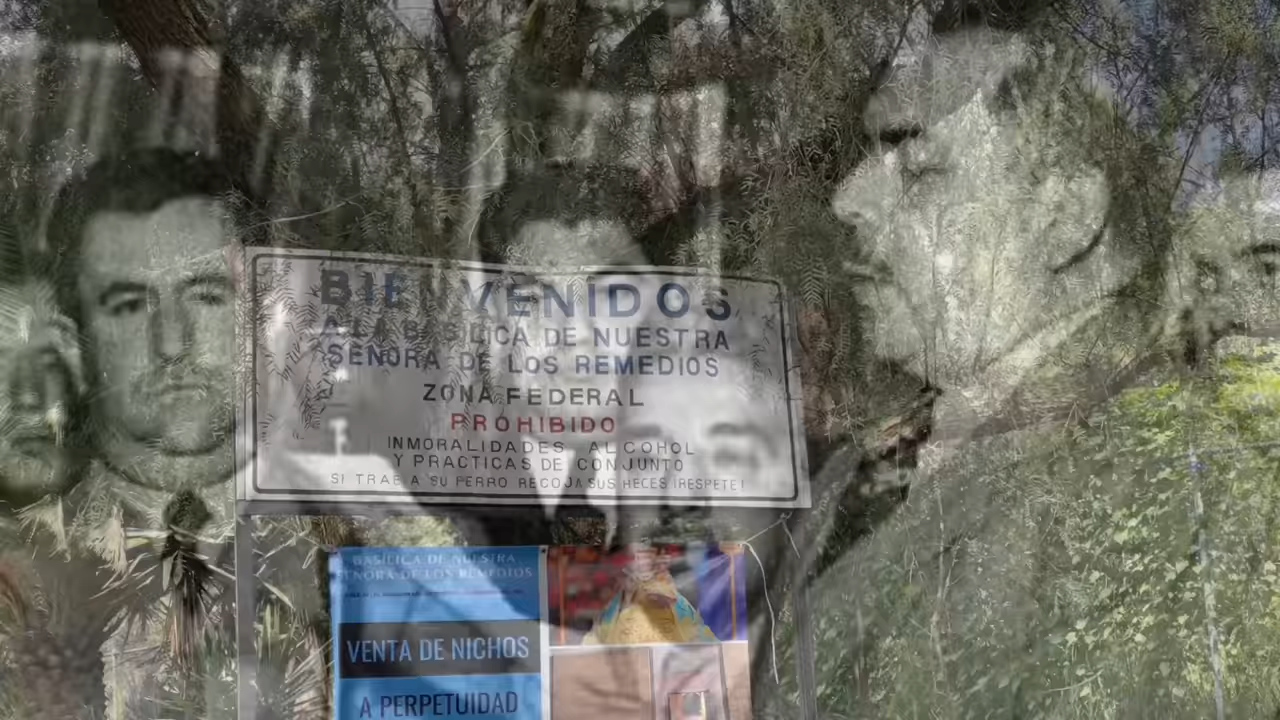 BIENVENIDOS
A LA BASILICA DE NUESTRA
SEÑORA DE LOS REMEDIOS
ZONA FEDERAL
PROHIBIDO
INMORALIDADES, ALCOHOL
Y PRACTICAS DE CONJUNTO
SI TRAE A SU PERRO RECOJA SUS HECES ¡RESPETE!
BASÍLICA DE NUESTRA
SEÑORA DE LOS REMEDIOS
VENTA DE NICHOS
A PERPETUIDAD